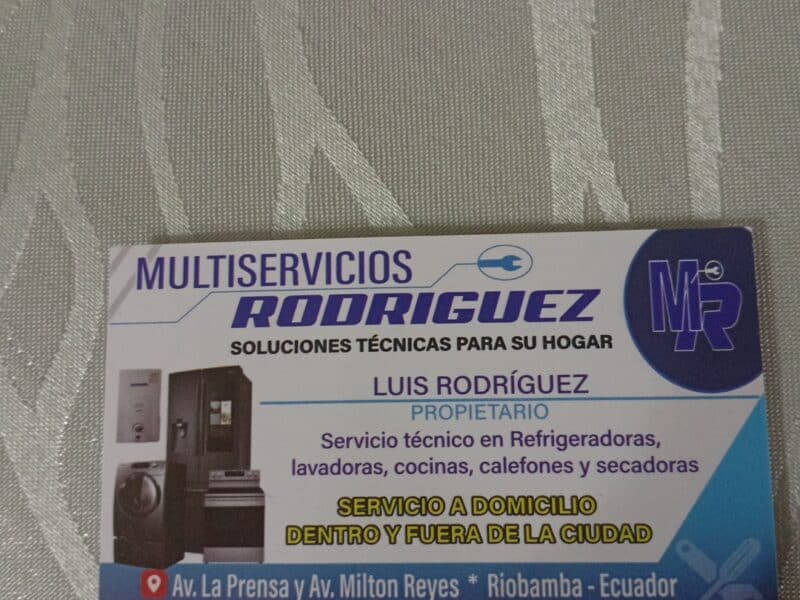 MULTISERVICIOS
RODRIGUEZ
MR
SOLUCIONES TÉCNICAS PARA SU HOGAR
LUIS RODRÍGUEZ
PROPIETARIO
Servicio técnico en Refrigeradoras,
lavadoras, cocinas, calefones y secadoras
SERVICIO A DOMICILIO
DENTRO Y FUERA DE LA CIUDAD
Av. La Prensa y Av. Milton Reyes * Riobamba - Ecuador